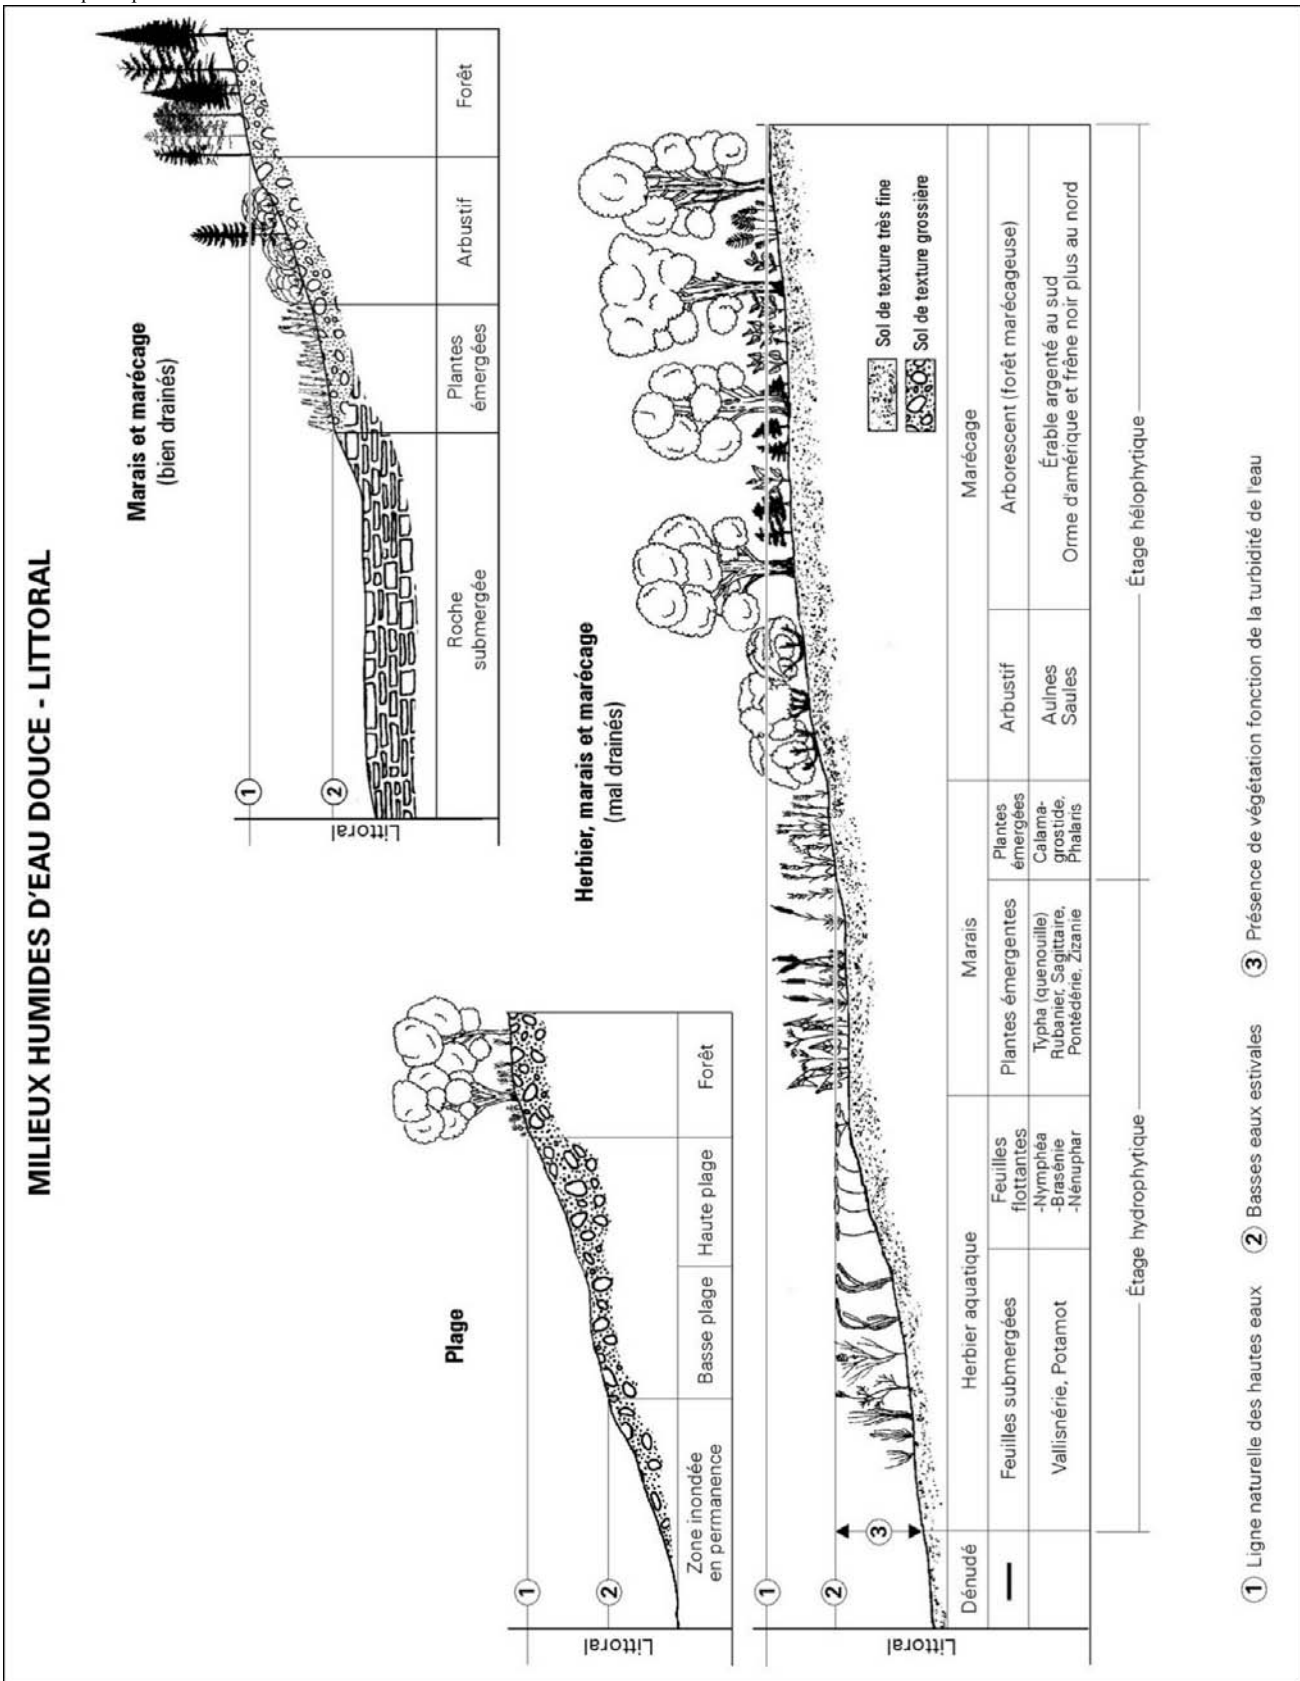 MILIEUX HUMIDES D'EAU DOUCE - LITTORAL
Plage
1
2
Littoral
Zone inondée
en permanence
Basse plage
Haute plage
Forêt
Marais et marécage
(bien drainés)
1
2
Littoral
Roche
submergée
Plantes
émergées
Arbustif
Forêt
Herbier, marais et marécage
(mal drainés)
1
2
3
Littoral
Sol de texture très fine
Sol de texture grossière
Dénudé
Herbier aquatique
Marais
Marécage
Feuilles submergées
Feuilles
flottantes
Plantes émergentes
Plantes
émergées
Arbustif
Arborescent (forêt marécageuse)
Vallisnérie, Potamot
-Nymphéa
-Brasénie
-Nénuphar
Typha (quenouille)
Rubanier, Sagittaire,
Pontédérie, Zizanie
Calama-
grostide,
Phalaris
Aulnes
Saules
Érable argenté au sud
Orme d'amérique et frêne noir plus au nord
Étage hydrophytique
Étage hélophytique
1 Ligne naturelle des hautes eaux 2 Basses eaux estivales 3 Présence de végétation fonction de la turbidité de l'eau